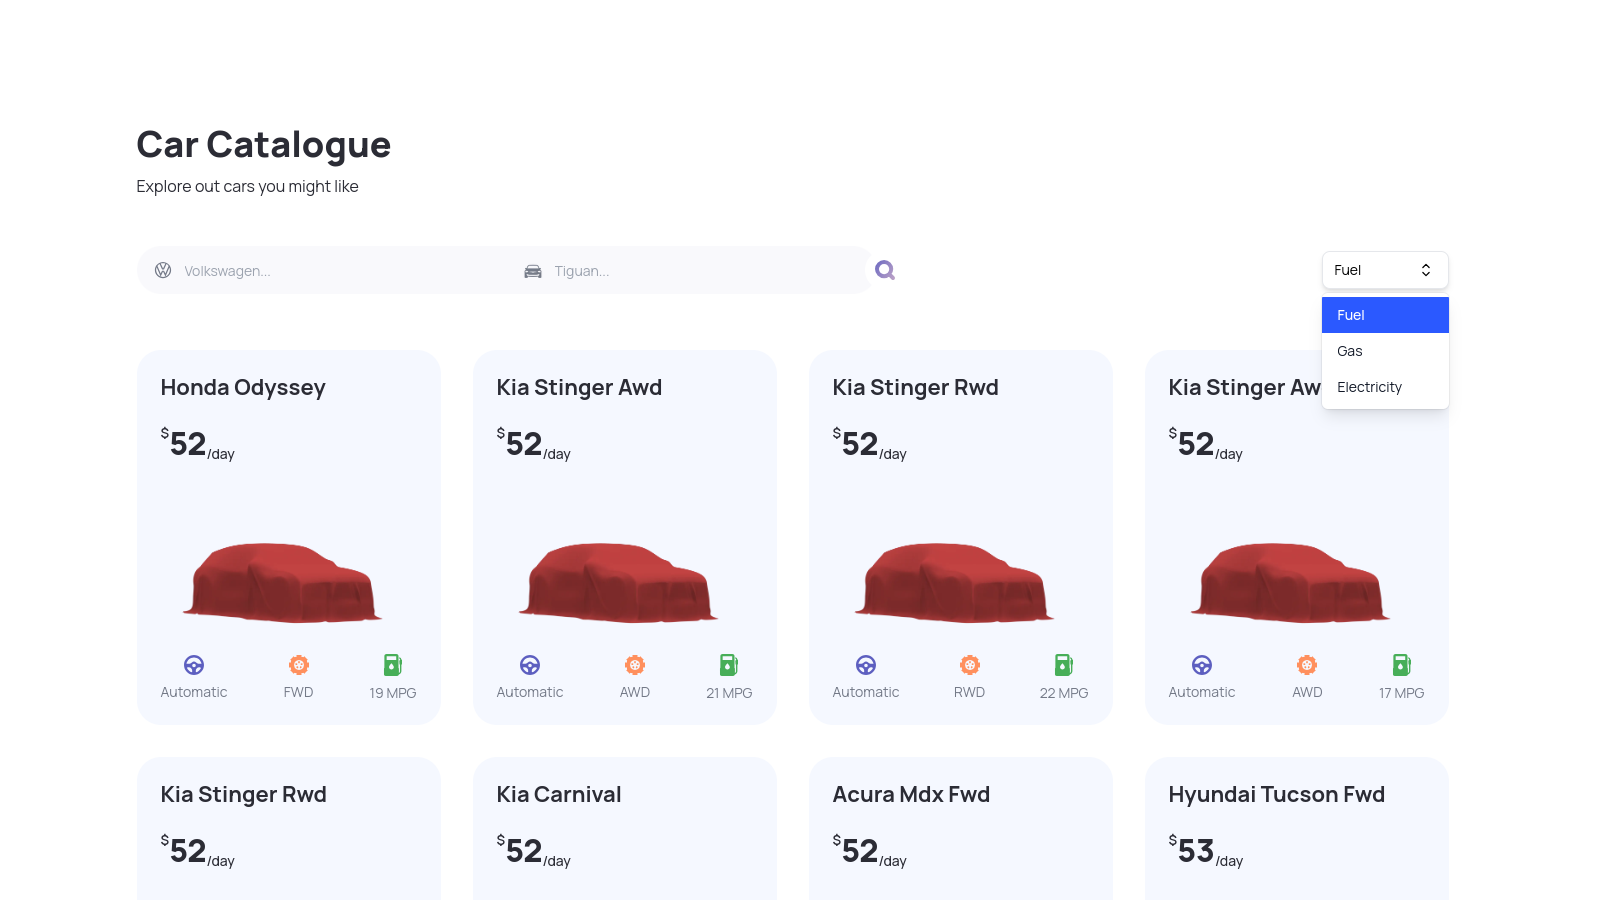 Car Catalogue
Explore out cars you might like
Volkswagen...
Tiguan...
Fuel
Fuel
Gas
Electricity
Honda Odyssey
$52/day
Automatic
FWD
19 MPG
Kia Stinger Awd
$52/day
Automatic
AWD
21 MPG
Kia Stinger Rwd
$52/day
Automatic
RWD
22 MPG
Kia Stinger Aw
$52/day
Automatic
AWD
17 MPG
Kia Stinger Rwd
$52/day
Kia Carnival
$52/day
Acura Mdx Fwd
$52/day
Hyundai Tucson Fwd
$53/day